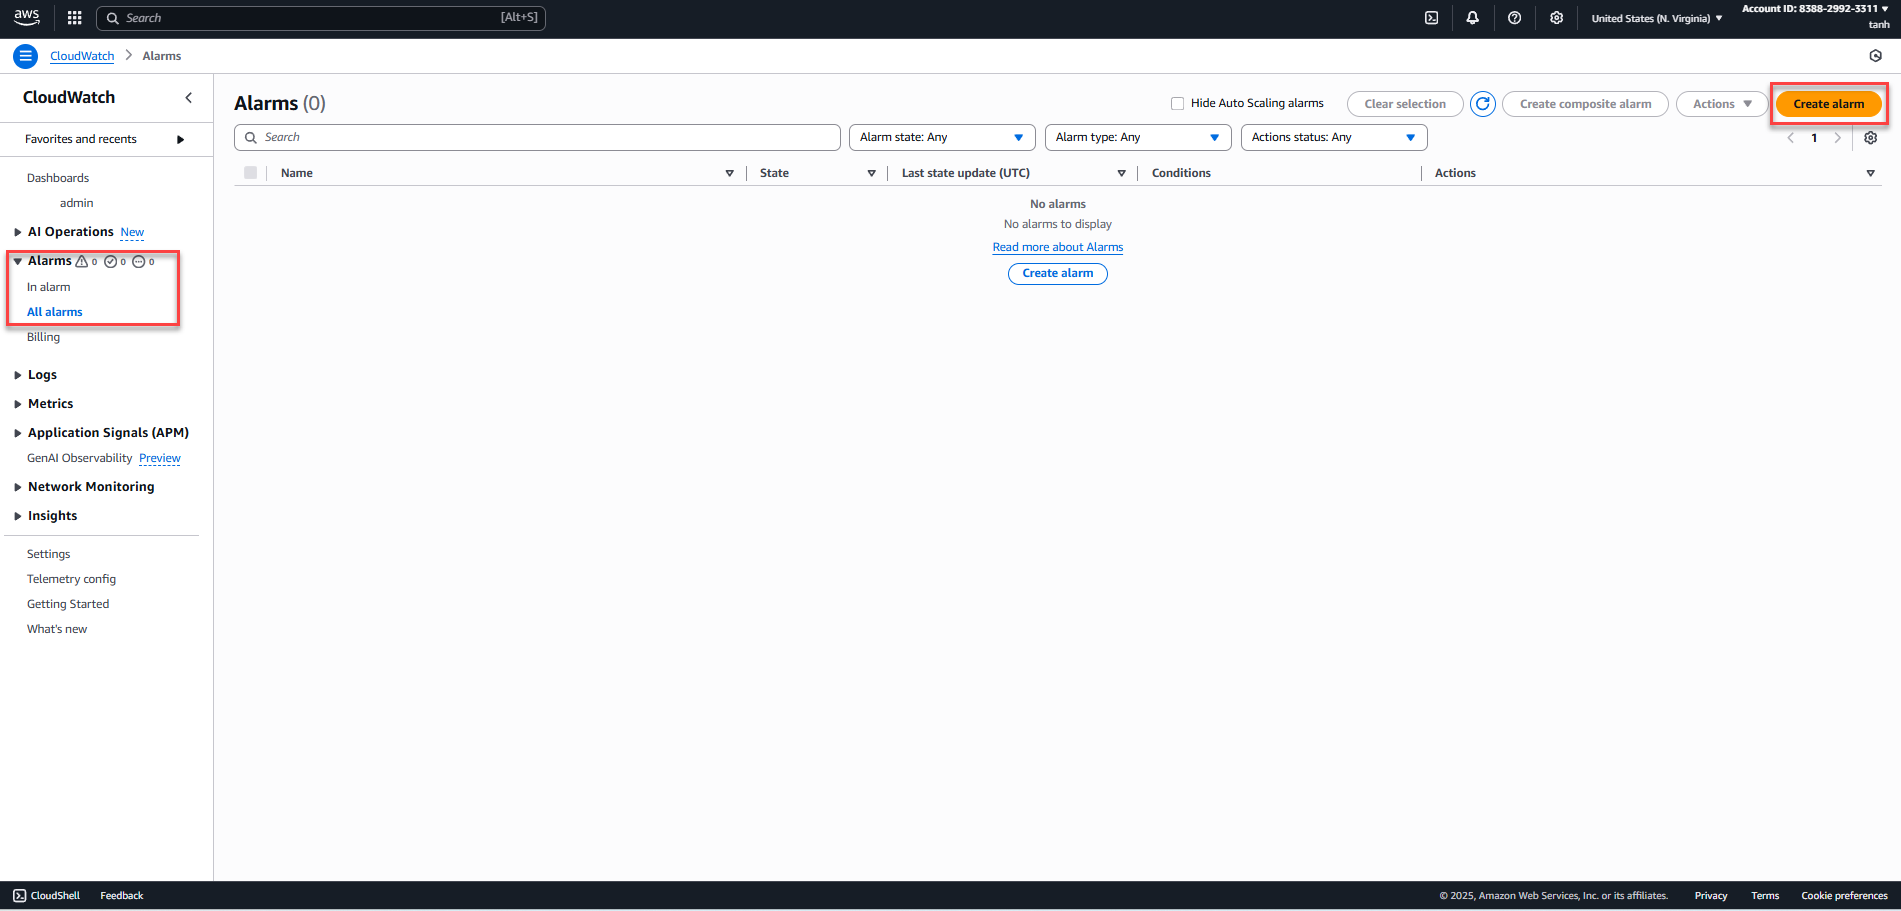 aws
Search [Alt+S]
United States (N. Virginia)
Account ID: 8388-2992-3311
tanh
CloudWatch > Alarms
CloudWatch
Favorites and recents
Dashboards
admin
AI Operations New
Alarms 0 0 0
In alarm
All alarms
Billing
Logs
Metrics
Application Signals (APM)
GenAI Observability Preview
Network Monitoring
Insights
Settings
Telemetry config
Getting Started
What's new
Alarms (0)
Hide Auto Scaling alarms Clear selection Create composite alarm Actions Create alarm
Search Alarm state: Any Alarm type: Any Actions status: Any 1
Name State Last state update (UTC) Conditions Actions
No alarms
No alarms to display
Read more about Alarms
Create alarm
CloudShell Feedback © 2025, Amazon Web Services, Inc. or its affiliates. Privacy Terms Cookie preferences